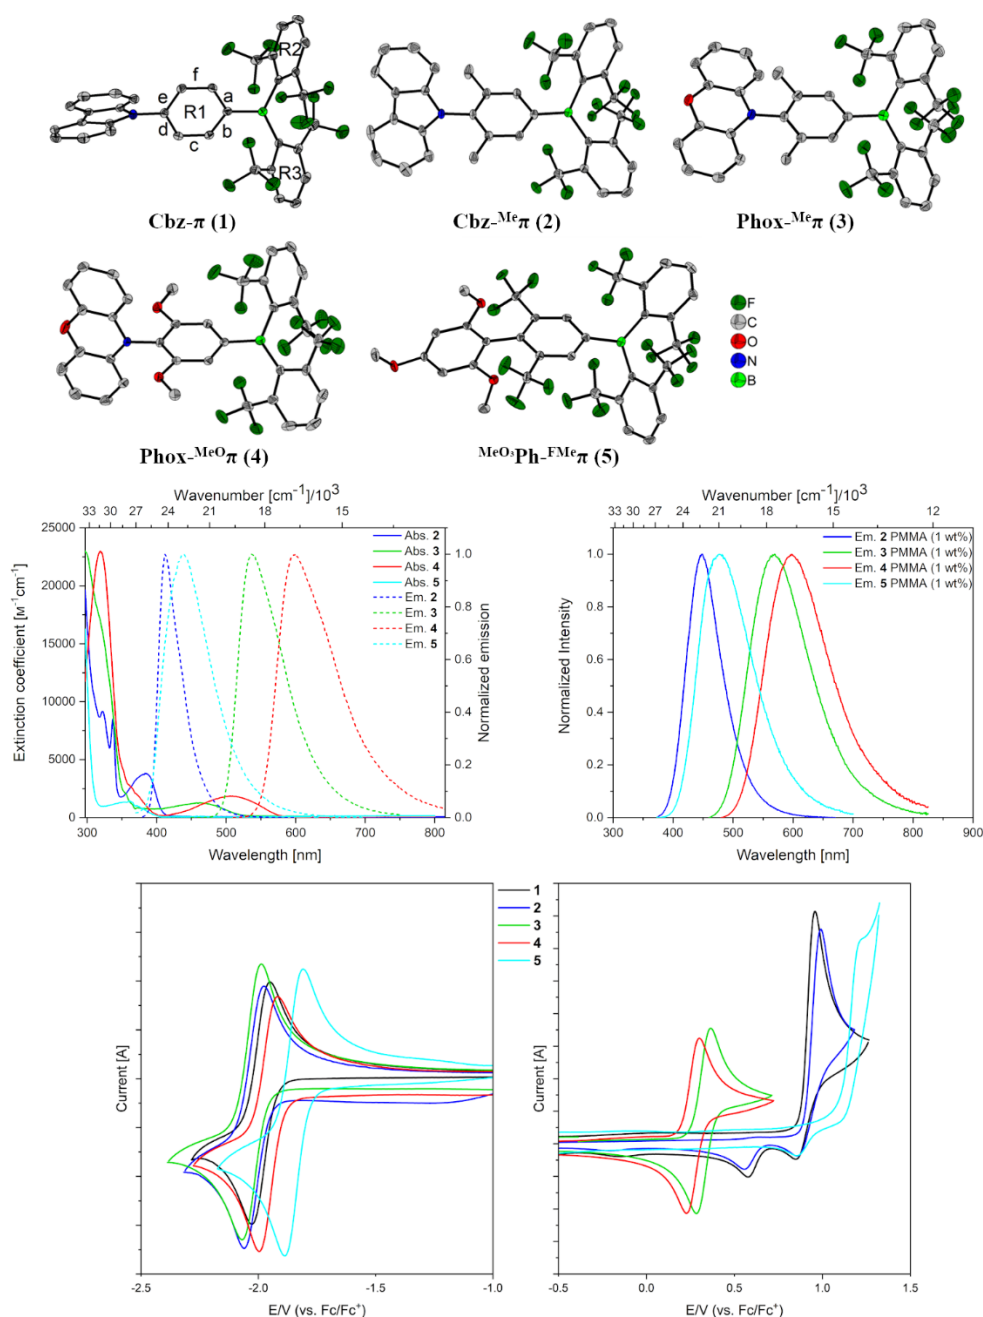 R2
f
e
a
R1
d
b
c
R3
Cbz-π (1)
Cbz-ᴹᵉπ (2)
Phox-ᴹᵉπ (3)
F
C
O
N
B
Phox-ᴹᵉᴼπ (4)
ᴹᵉᴼ³Ph-ᶠᴹᵉπ (5)
Wavenumber [cm⁻¹]/10³
33 30 27 24 21 18 15
25000
20000
15000
10000
5000
0
Extinction coefficient [M⁻¹ cm⁻¹]
Abs. 2
Abs. 3
Abs. 4
Abs. 5
Em. 2
Em. 3
Em. 4
Em. 5
1.0
0.8
0.6
0.4
0.2
0.0
Normalized emission
300 400 500 600 700 800
Wavelength [nm]
Wavenumber [cm⁻¹]/10³
33 30 27 24 21 18 15 12
1.0
0.8
0.6
0.4
0.2
0.0
Normalized Intensity
Em. 2 PMMA (1 wt%)
Em. 3 PMMA (1 wt%)
Em. 4 PMMA (1 wt%)
Em. 5 PMMA (1 wt%)
300 400 500 600 700 800 900
Wavelength [nm]
Current [A]
-2.5 -2.0 -1.5 -1.0
E/V (vs. Fc/Fc⁺)
1
2
3
4
5
Current [A]
-0.5 0.0 0.5 1.0 1.5
E/V (vs. Fc/Fc⁺)